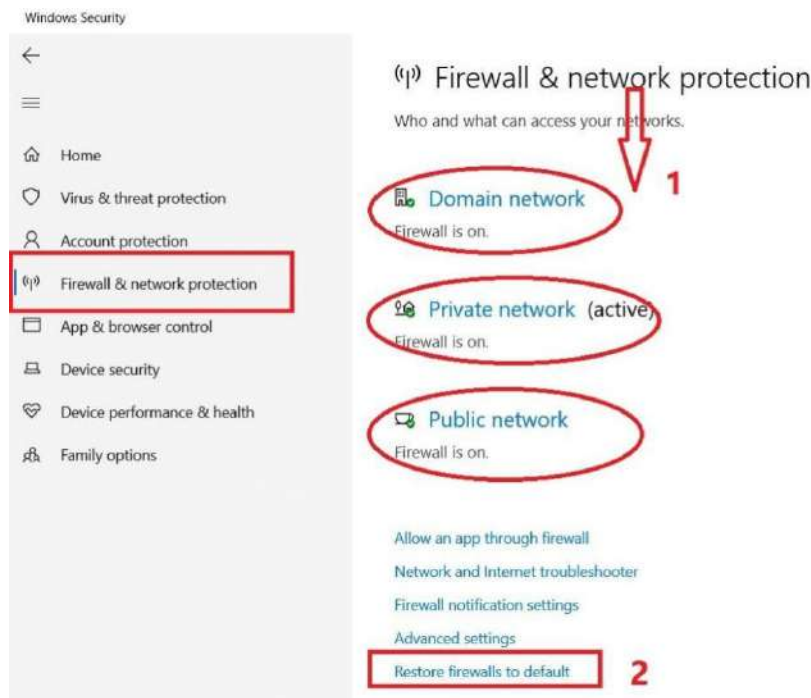 Windows Security
Home
Virus & threat protection
Account protection
Firewall & network protection
App & browser control
Device security
Device performance & health
Family options
Firewall & network protection
Who and what can access your networks.
1
Domain network
Firewall is on.
Private network (active)
Firewall is on.
Public network
Firewall is on.
Allow an app through firewall
Network and Internet troubleshooter
Firewall notification settings
Advanced settings
Restore firewalls to default 2